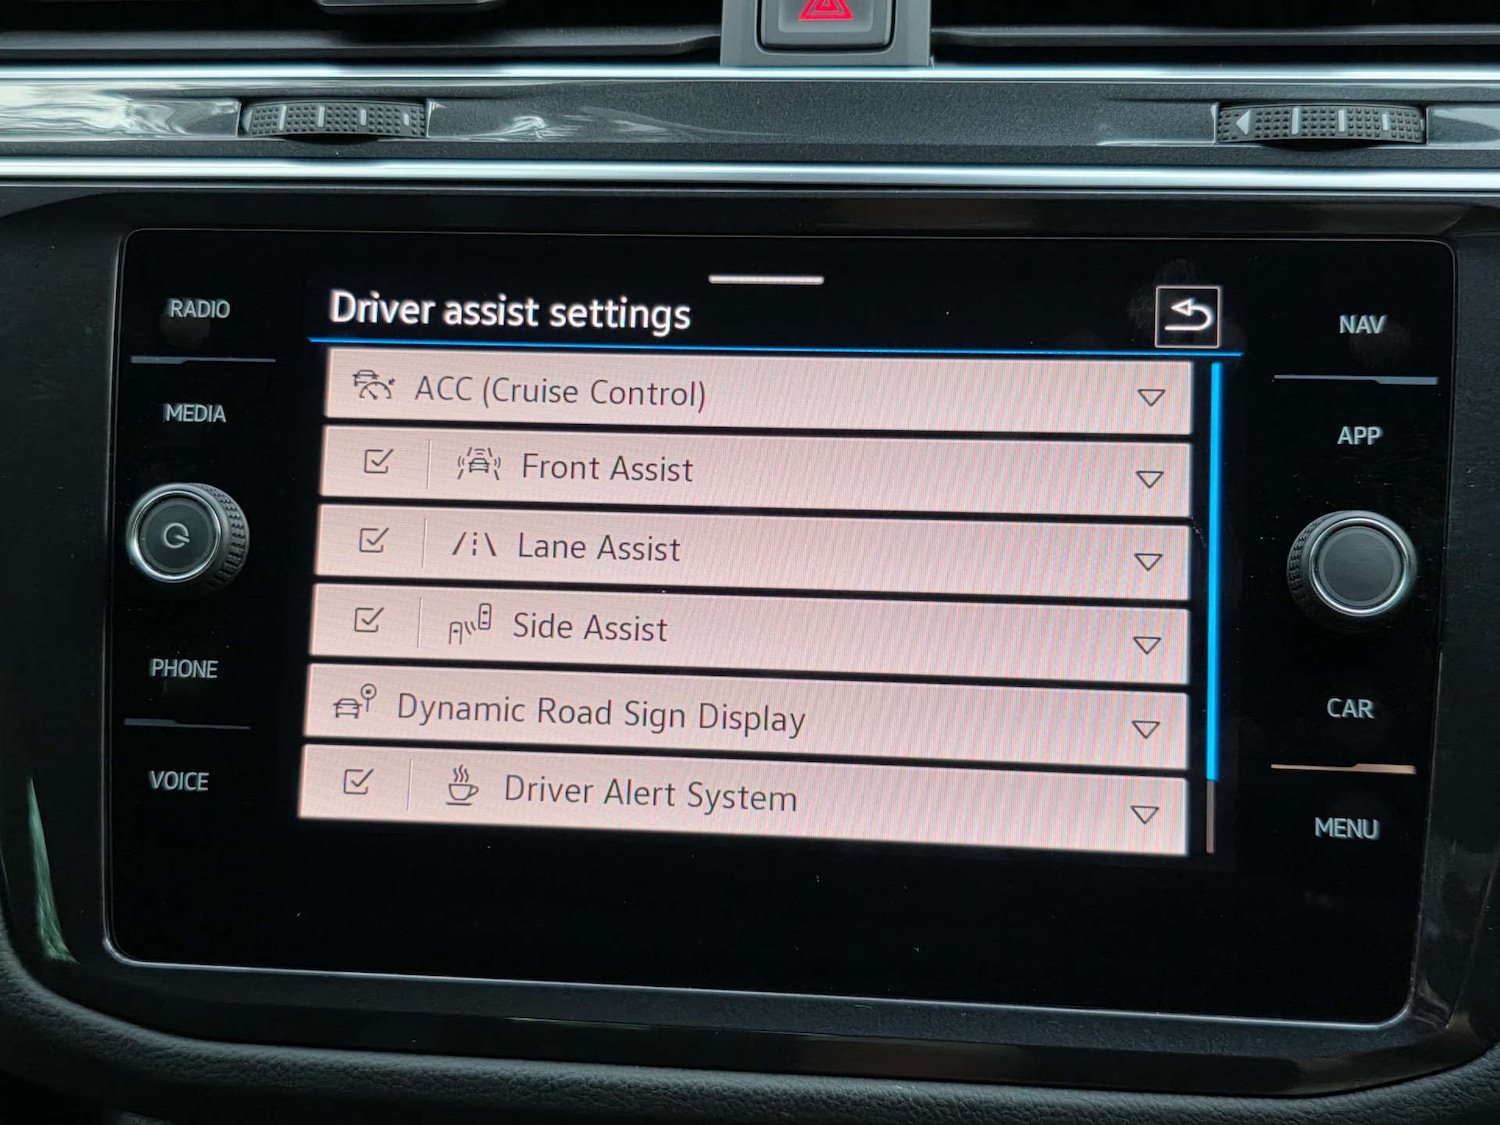 RADIO
MEDIA
PHONE
VOICE
Driver assist settings
ACC (Cruise Control)
Front Assist
Lane Assist
Side Assist
Dynamic Road Sign Display
Driver Alert System
NAV
APP
CAR
MENU